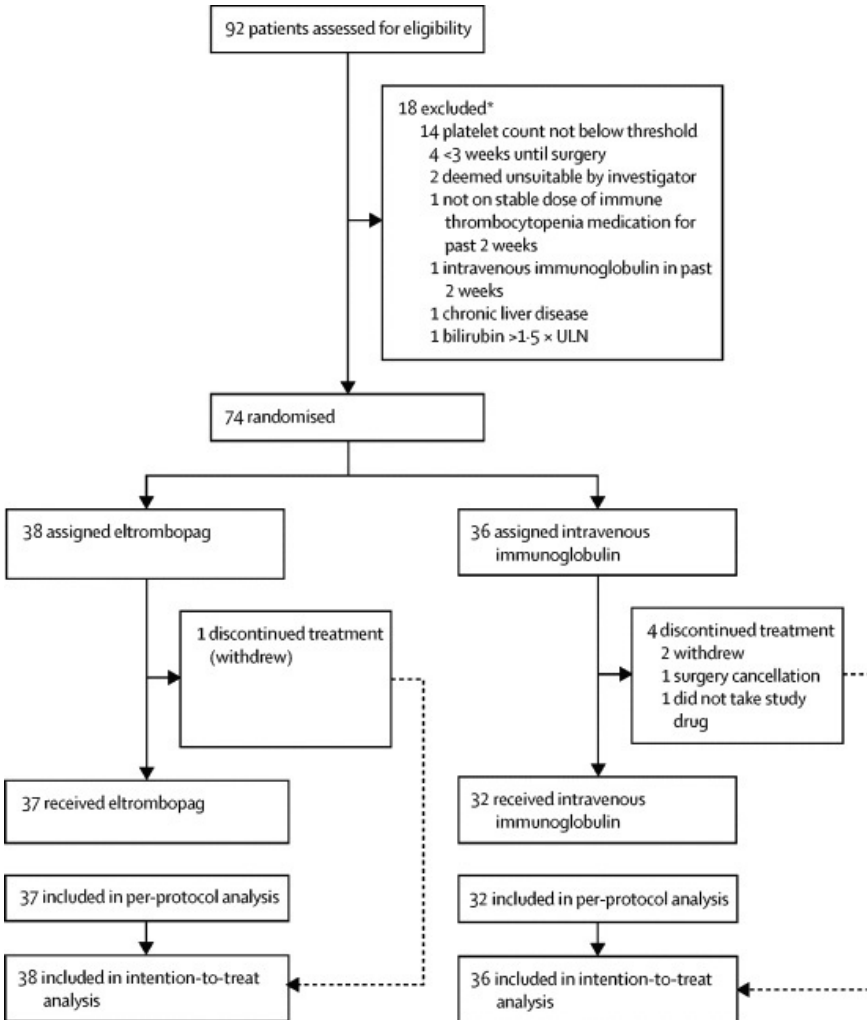 92 patients assessed for eligibility
18 excluded*
14 platelet count not below threshold
4 <3 weeks until surgery
2 deemed unsuitable by investigator
1 not on stable dose of immune
thrombocytopenia medication for
past 2 weeks
1 intravenous immunoglobulin in past
2 weeks
1 chronic liver disease
1 bilirubin >1·5 × ULN
74 randomised
38 assigned eltrombopag
36 assigned intravenous
immunoglobulin
1 discontinued treatment
(withdrew)
4 discontinued treatment
2 withdrew
1 surgery cancellation
1 did not take study
drug
37 received eltrombopag
32 received intravenous
immunoglobulin
37 included in per-protocol analysis
32 included in per-protocol analysis
38 included in intention-to-treat
analysis
36 included in intention-to-treat
analysis